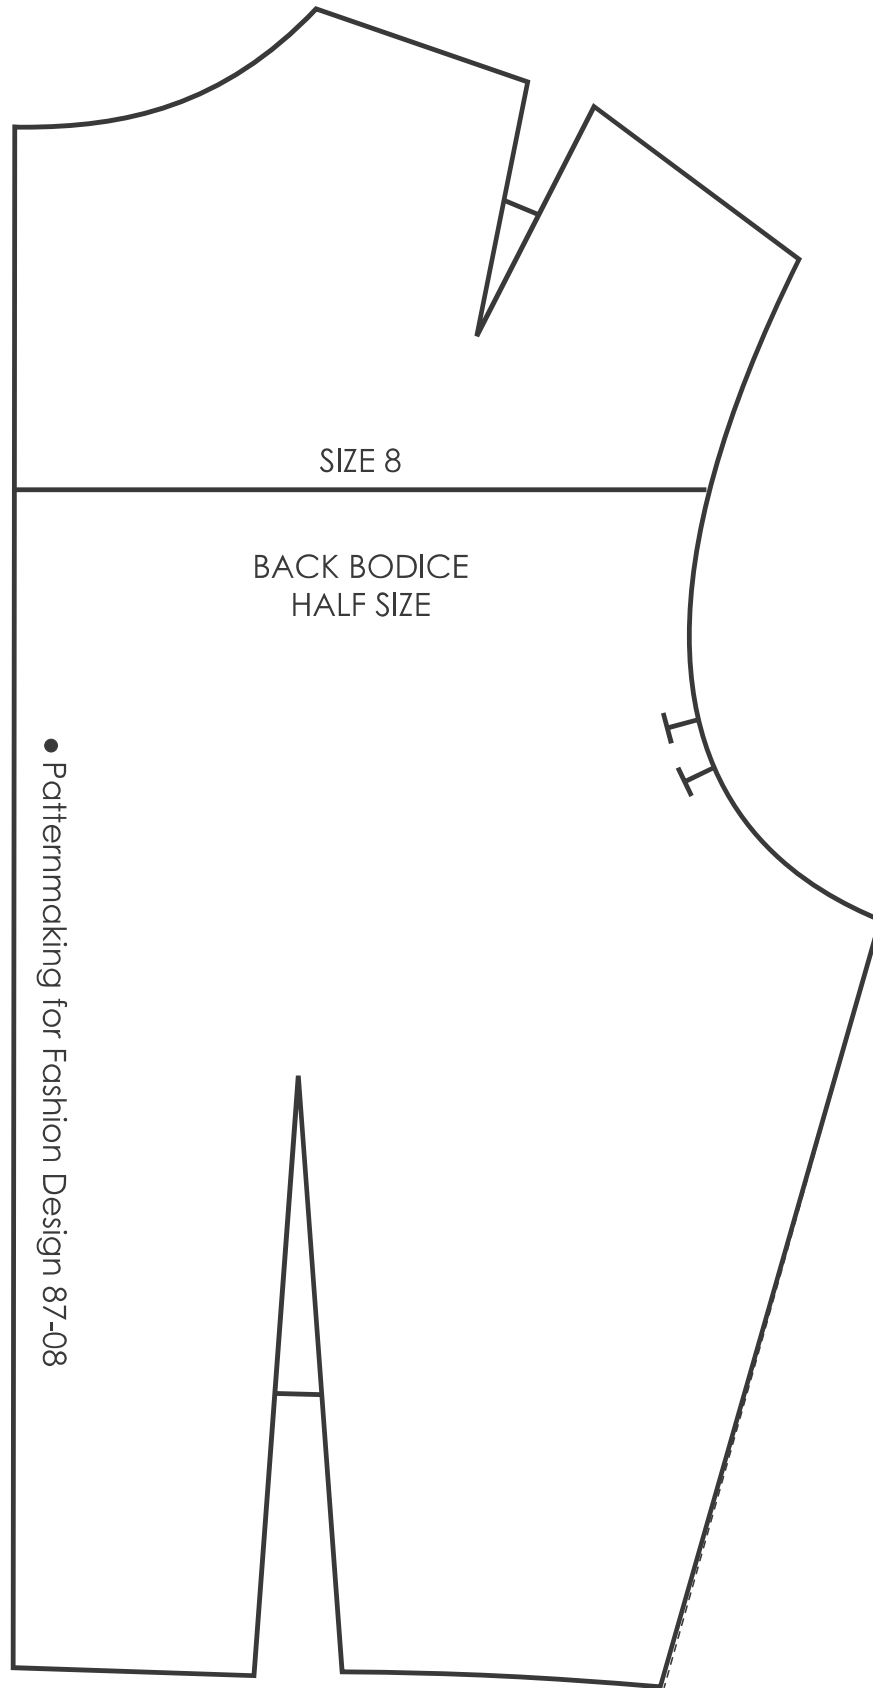 SIZE 8
BACK BODICE
HALF SIZE
● Patternmaking for Fashion Design 87-08